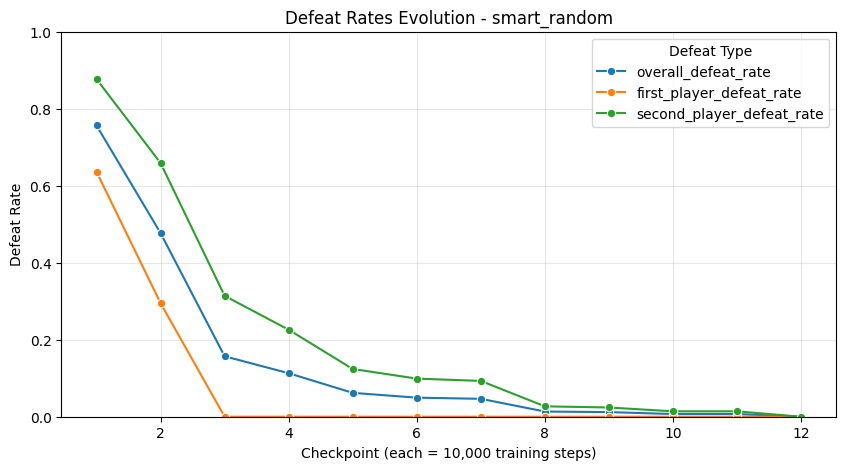 Defeat Rates Evolution - smart_random
Defeat Type
overall_defeat_rate
first_player_defeat_rate
second_player_defeat_rate
Defeat Rate
1.0
0.8
0.6
0.4
0.2
0.0
2
4
6
8
10
12
Checkpoint (each = 10,000 training steps)